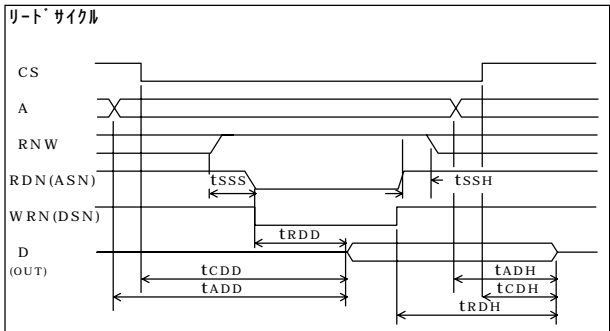 ﾘｰﾄﾞｻｲｸﾙ
CS
A
RNW
RDN(ASN)
tSSS
tSSH
WRN(DSN)
tRDD
D
(OUT)
tCDD
tADH
tADD
tCDH
tRDH